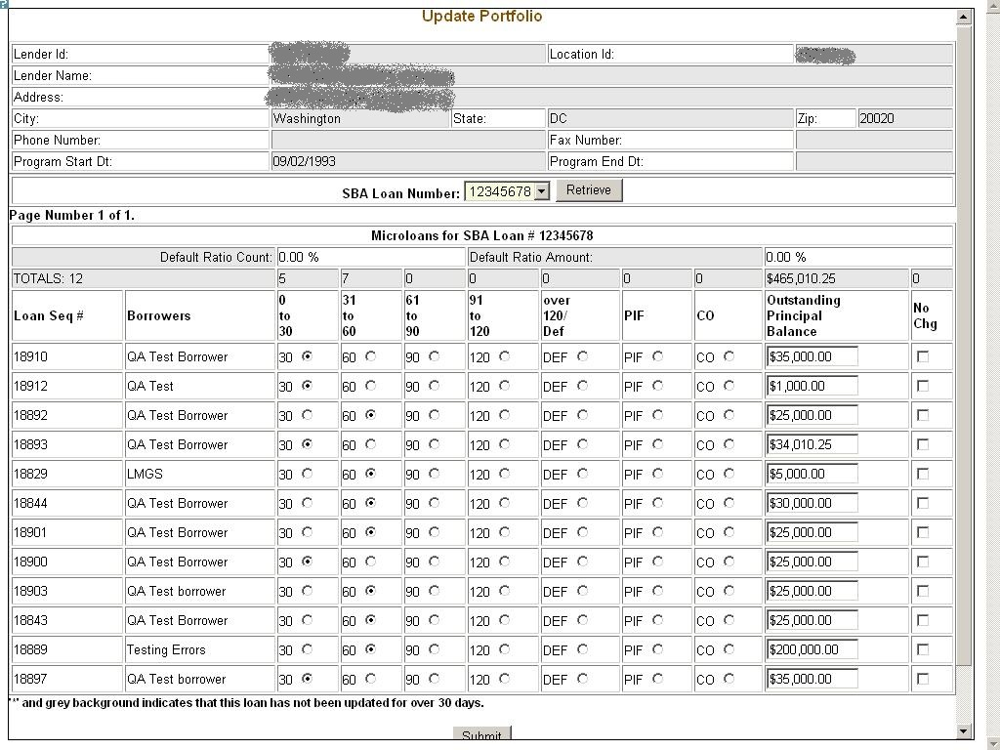 Update Portfolio
Lender Id: Location Id:
Lender Name:
Address:
City: Washington State: DC Zip: 20020
Phone Number: Fax Number:
Program Start Dt: 09/02/1993 Program End Dt:
SBA Loan Number: 12345678 Retrieve
Page Number 1 of 1.
Microloans for SBA Loan # 12345678
Default Ratio Count: 0.00 % Default Ratio Amount: 0.00 %
TOTALS: 12 5 7 0 0 0 0 0 $465,010.25 0
Loan Seq # Borrowers 0 to 30 31 to 60 61 to 90 91 to 120 over 120/ Def PIF CO Outstanding Principal Balance No Chg
18910 QA Test Borrower 30 60 90 120 DEF PIF CO $35,000.00
18912 QA Test 30 60 90 120 DEF PIF CO $1,000.00
18892 QA Test Borrower 30 60 90 120 DEF PIF CO $25,000.00
18893 QA Test Borrower 30 60 90 120 DEF PIF CO $34,010.25
18829 LMGS 30 60 90 120 DEF PIF CO $5,000.00
18844 QA Test Borrower 30 60 90 120 DEF PIF CO $30,000.00
18901 QA Test Borrower 30 60 90 120 DEF PIF CO $25,000.00
18900 QA Test Borrower 30 60 90 120 DEF PIF CO $25,000.00
18903 QA Test borrower 30 60 90 120 DEF PIF CO $25,000.00
18843 QA Test Borrower 30 60 90 120 DEF PIF CO $25,000.00
18889 Testing Errors 30 60 90 120 DEF PIF CO $200,000.00
18897 QA Test borrower 30 60 90 120 DEF PIF CO $35,000.00
'*' and grey background indicates that this loan has not been updated for over 30 days.
Submit